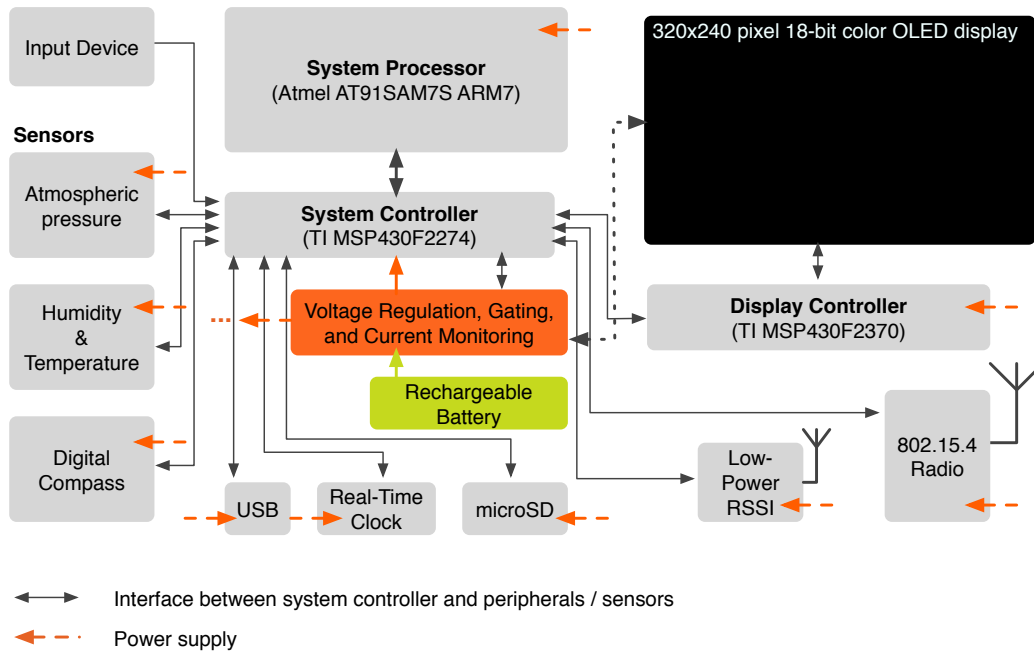 Input Device
System Processor
(Atmel AT91SAM7S ARM7)
320x240 pixel 18-bit color OLED display
Sensors
Atmospheric
pressure
System Controller
(TI MSP430F2274)
Humidity
&
Temperature
Voltage Regulation, Gating,
and Current Monitoring
Display Controller
(TI MSP430F2370)
Rechargeable
Battery
Digital
Compass
USB
Real-Time
Clock
microSD
Low-
Power
RSSI
802.15.4
Radio
Interface between system controller and peripherals / sensors
Power supply